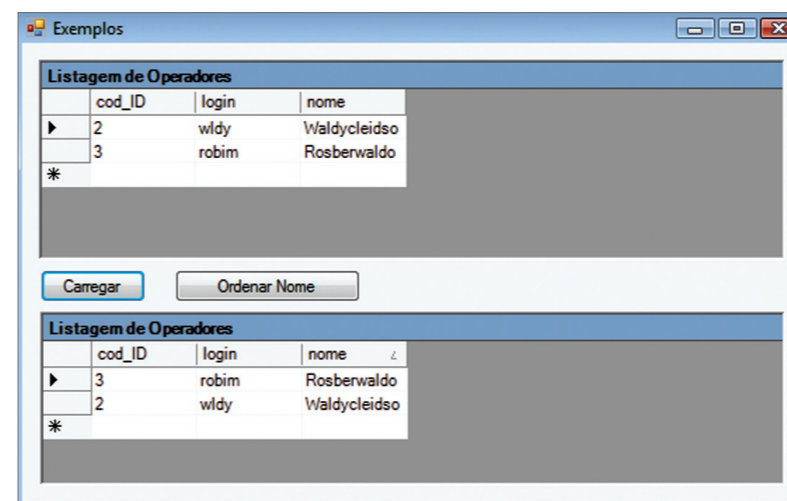 Exemplos
Listagem de Operadores
cod_ID login nome
2 wldy Waldycleidso
3 robim Rosberwaldo
Carregar Ordenar Nome
Listagem de Operadores
cod_ID login nome
3 robim Rosberwaldo
2 wldy Waldycleidso